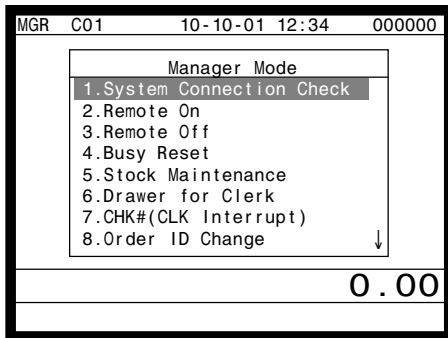 MGR C01 10-10-01 12:34 000000
Manager Mode
1.System Connection Check
2.Remote On
3.Remote Off
4.Busy Reset
5.Stock Maintenance
6.Drawer for Clerk
7.CHK#(CLK Interrupt)
8.Order ID Change ↓
0.00